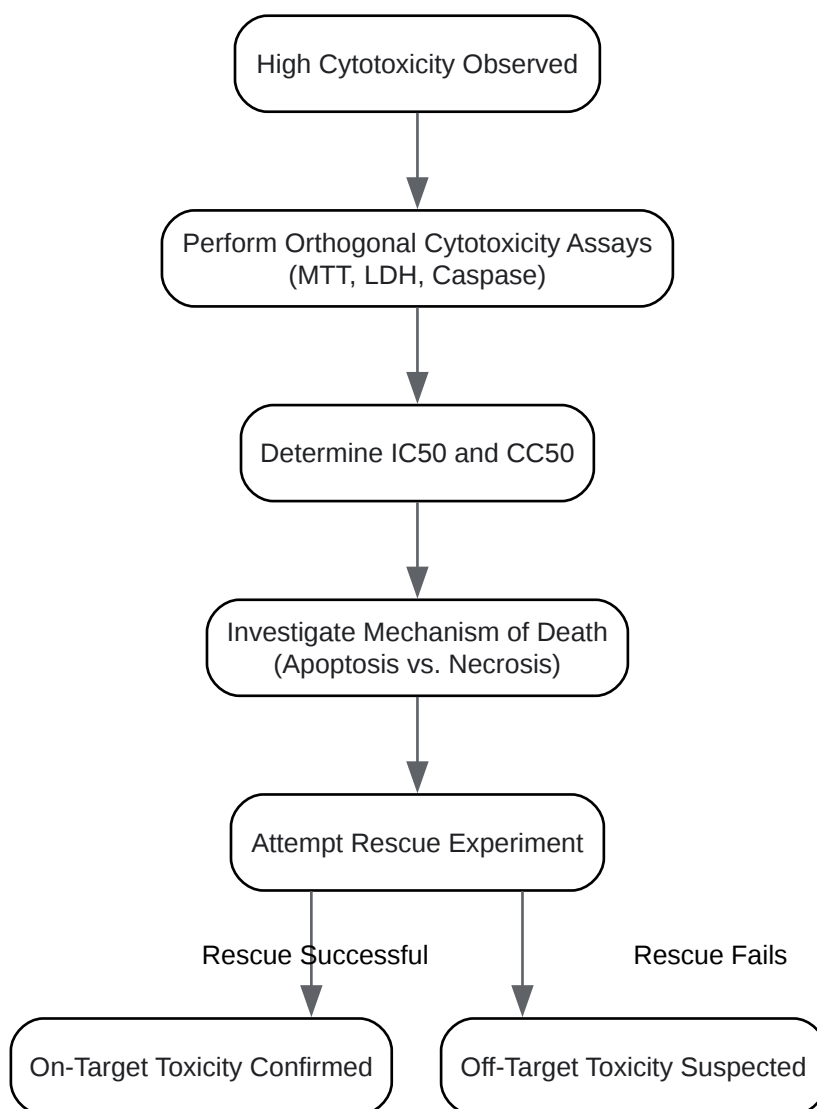 High Cytotoxicity Observed
Perform Orthogonal Cytotoxicity Assays
(MTT, LDH, Caspase)
Determine IC50 and CC50
Investigate Mechanism of Death
(Apoptosis vs. Necrosis)
Attempt Rescue Experiment
Rescue Successful
Rescue Fails
On-Target Toxicity Confirmed
Off-Target Toxicity Suspected